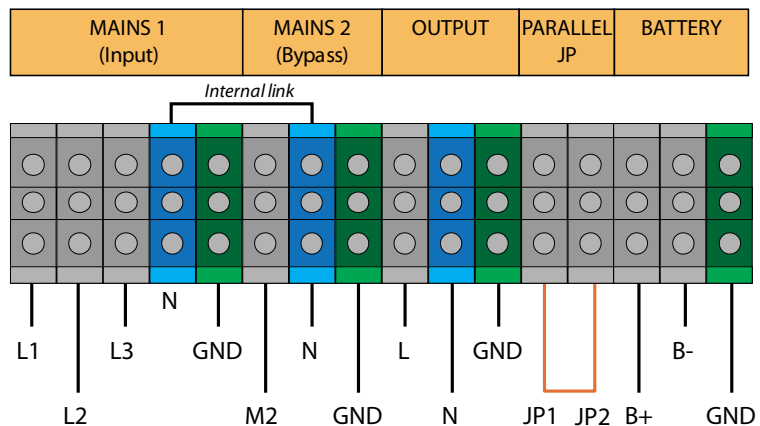 MAINS 1
(Input)
MAINS 2
(Bypass)
OUTPUT
PARALLEL
JP
BATTERY
Internal link
N
L1
L3
GND
N
L
GND
B-
L2
M2
GND
N
JP1
JP2
B+
GND